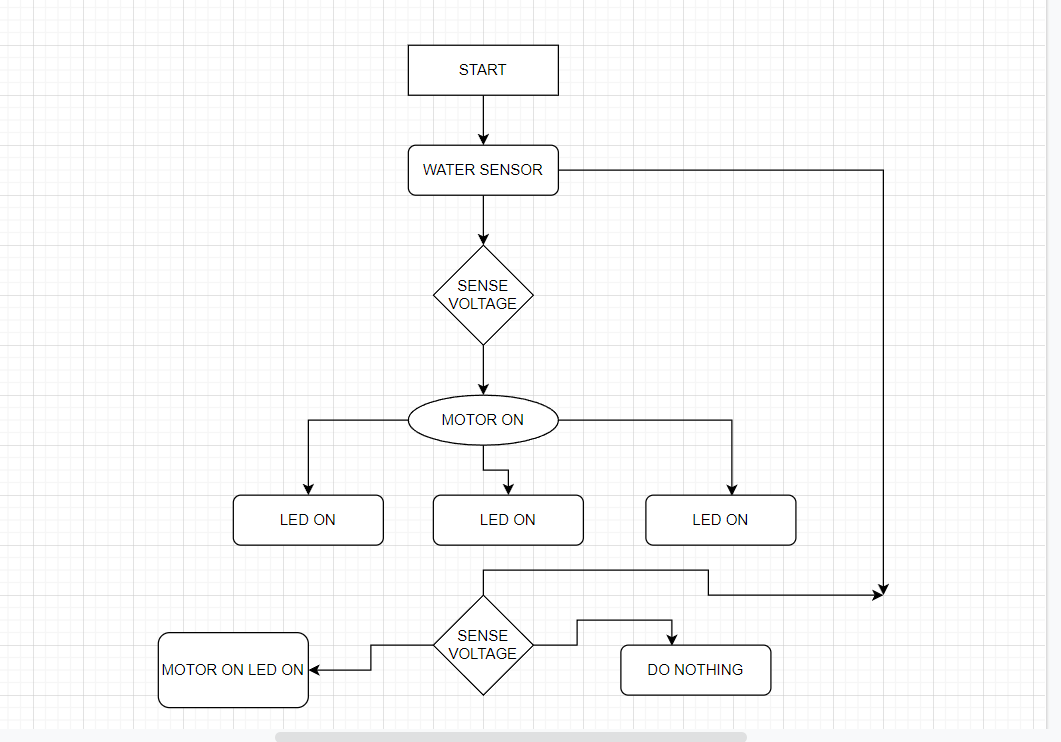 START
WATER SENSOR
SENSE
VOLTAGE
MOTOR ON
LED ON
LED ON
LED ON
SENSE
VOLTAGE
MOTOR ON LED ON
DO NOTHING